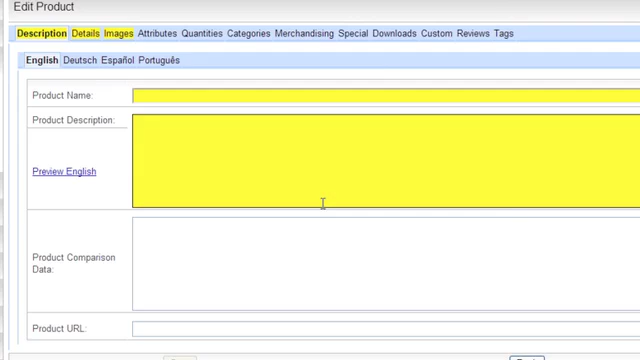 Edit Product
Description Details Images Attributes Quantities Categories Merchandising Special Downloads Custom Reviews Tags
English Deutsch Español Português
Product Name:
Product Description:
Preview English
Product Comparison
Data:
Product URL: